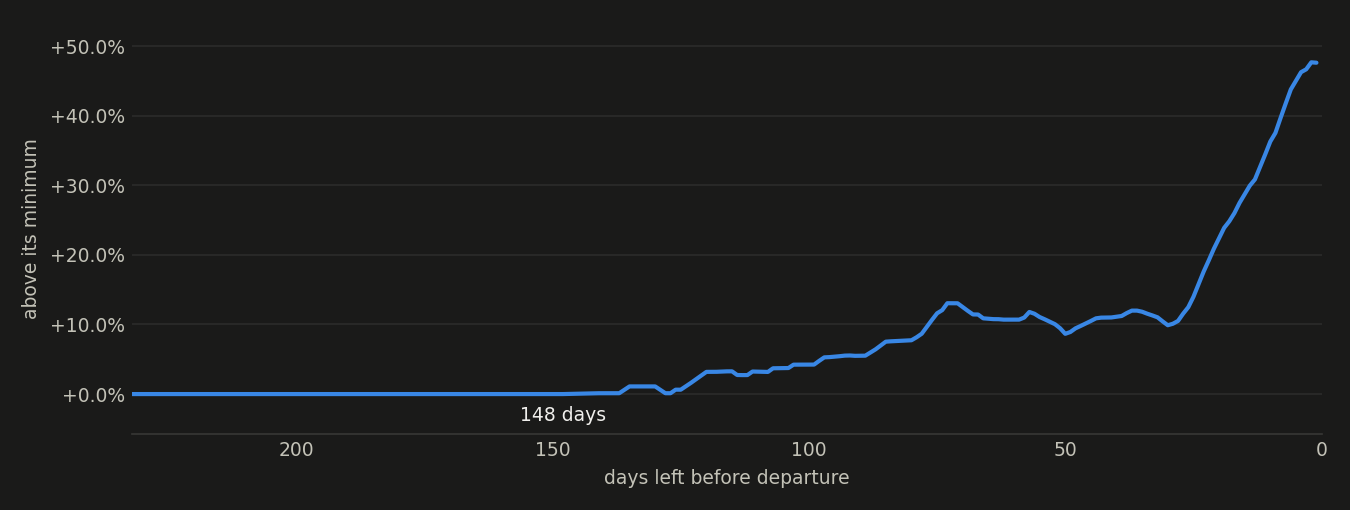 +50.0%
+40.0%
+30.0%
+20.0%
+10.0%
+0.0%
above its minimum
148 days
200 150 100 50 0
days left before departure